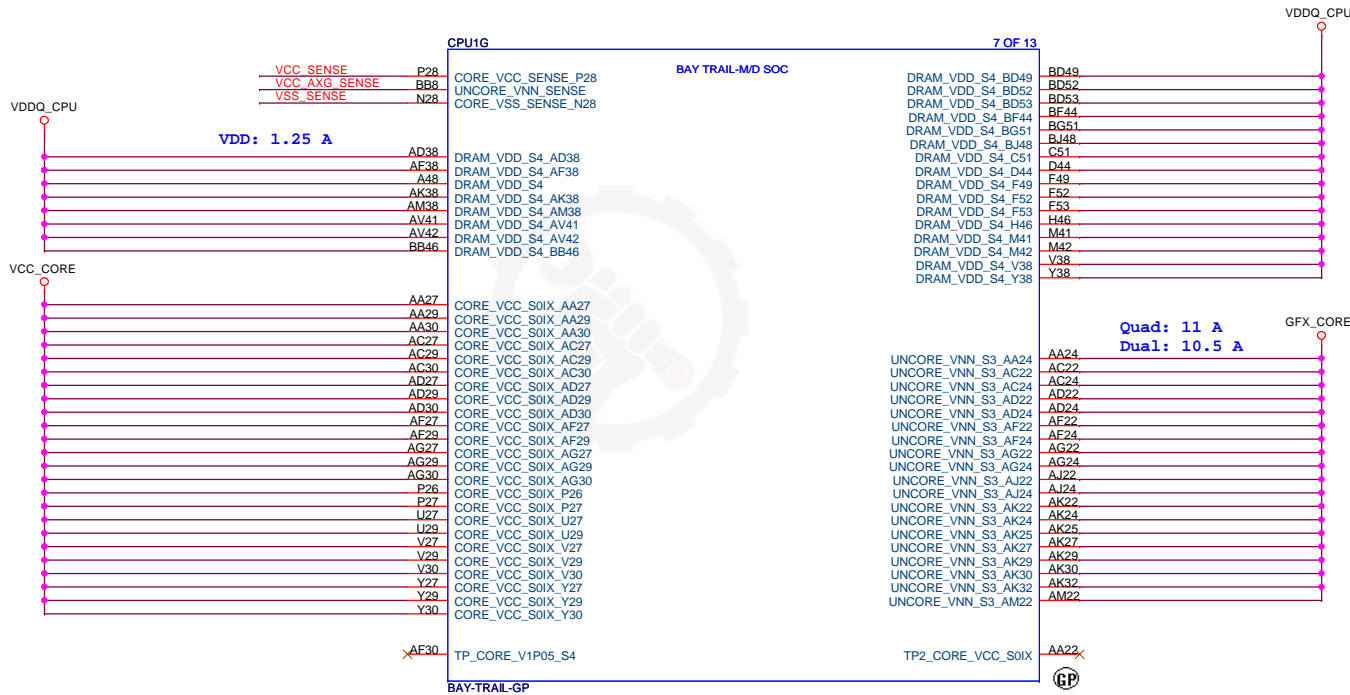 VDDQ_CPU
CPU1G
7 OF 13
BAY TRAIL-M/D SOC
VCC_SENSE P28 CORE_VCC_SENSE_P28
VCC_AXG_SENSE BB8 UNCORE_VNN_SENSE
VSS_SENSE N28 CORE_VSS_SENSE_N28
VDDQ_CPU
VDD: 1.25 A
AD38 DRAM_VDD_S4_AD38
AF38 DRAM_VDD_S4_AF38
A48 DRAM_VDD_S4
AK38 DRAM_VDD_S4_AK38
AM38 DRAM_VDD_S4_AM38
AV41 DRAM_VDD_S4_AV41
AV42 DRAM_VDD_S4_AV42
BB46 DRAM_VDD_S4_BB46
VCC_CORE
AA27 CORE_VCC_S0IX_AA27
AA29 CORE_VCC_S0IX_AA29
AA30 CORE_VCC_S0IX_AA30
AC27 CORE_VCC_S0IX_AC27
AC29 CORE_VCC_S0IX_AC29
AC30 CORE_VCC_S0IX_AC30
AD27 CORE_VCC_S0IX_AD27
AD29 CORE_VCC_S0IX_AD29
AD30 CORE_VCC_S0IX_AD30
AF27 CORE_VCC_S0IX_AF27
AF29 CORE_VCC_S0IX_AF29
AG27 CORE_VCC_S0IX_AG27
AG29 CORE_VCC_S0IX_AG29
AG30 CORE_VCC_S0IX_AG30
P26 CORE_VCC_S0IX_P26
P27 CORE_VCC_S0IX_P27
U27 CORE_VCC_S0IX_U27
U29 CORE_VCC_S0IX_U29
V27 CORE_VCC_S0IX_V27
V29 CORE_VCC_S0IX_V29
V30 CORE_VCC_S0IX_V30
Y27 CORE_VCC_S0IX_Y27
Y29 CORE_VCC_S0IX_Y29
Y30 CORE_VCC_S0IX_Y30
AF30 TP_CORE_V1P05_S4
DRAM_VDD_S4_BD49 BD49
DRAM_VDD_S4_BD52 BD52
DRAM_VDD_S4_BD53 BD53
DRAM_VDD_S4_BF44 BF44
DRAM_VDD_S4_BG51 BG51
DRAM_VDD_S4_BJ48 BJ48
DRAM_VDD_S4_C51 C51
DRAM_VDD_S4_D44 D44
DRAM_VDD_S4_F49 F49
DRAM_VDD_S4_F52 F52
DRAM_VDD_S4_F53 F53
DRAM_VDD_S4_H46 H46
DRAM_VDD_S4_M41 M41
DRAM_VDD_S4_M42 M42
DRAM_VDD_S4_V38 V38
DRAM_VDD_S4_Y38 Y38
Quad: 11 A
Dual: 10.5 A
GFX_CORE
UNCORE_VNN_S3_AA24 AA24
UNCORE_VNN_S3_AC22 AC22
UNCORE_VNN_S3_AC24 AC24
UNCORE_VNN_S3_AD22 AD22
UNCORE_VNN_S3_AD24 AD24
UNCORE_VNN_S3_AF22 AF22
UNCORE_VNN_S3_AF24 AF24
UNCORE_VNN_S3_AG22 AG22
UNCORE_VNN_S3_AG24 AG24
UNCORE_VNN_S3_AJ22 AJ22
UNCORE_VNN_S3_AJ24 AJ24
UNCORE_VNN_S3_AK22 AK22
UNCORE_VNN_S3_AK24 AK24
UNCORE_VNN_S3_AK25 AK25
UNCORE_VNN_S3_AK27 AK27
UNCORE_VNN_S3_AK29 AK29
UNCORE_VNN_S3_AK30 AK30
UNCORE_VNN_S3_AK32 AK32
UNCORE_VNN_S3_AM22 AM22
TP2_CORE_VCC_S0IX AA22
GP
BAY-TRAIL-GP